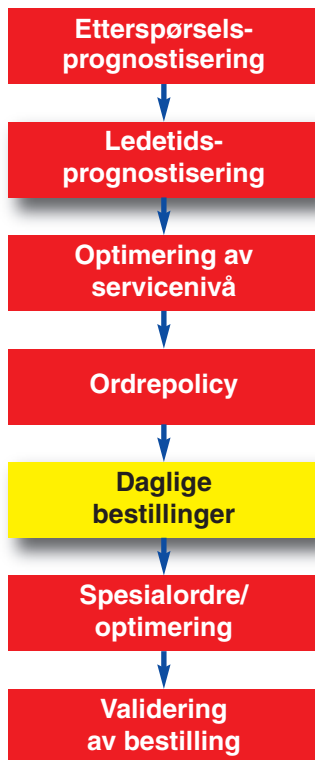 Etterspørsels-
prognostisering
Ledetids-
prognostisering
Optimering av
servicenivå
Ordrepolicy
Daglige
bestillinger
Spesialordre/
optimering
Validering
av bestilling